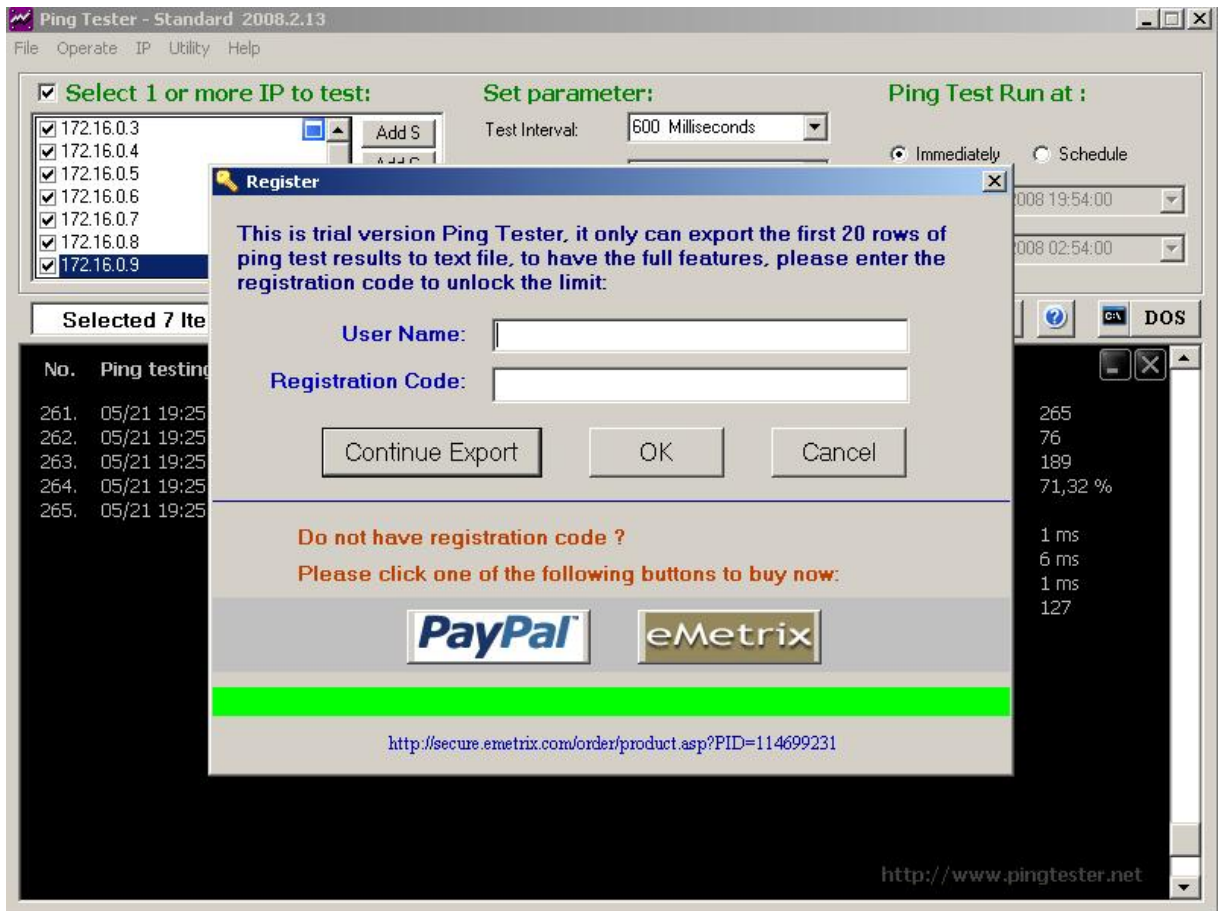 Ping Tester - Standard 2008.2.13
File Operate IP Utility Help
Select 1 or more IP to test:
Set parameter:
Ping Test Run at :
172.16.0.3
172.16.0.4
172.16.0.5
172.16.0.6
172.16.0.7
172.16.0.8
172.16.0.9
Add S
Test Interval:
600 Milliseconds
Immediately
Schedule
2008 19:54:00
2008 02:54:00
Register
This is trial version Ping Tester, it only can export the first 20 rows of
ping test results to text file, to have the full features, please enter the
registration code to unlock the limit:
User Name:
Registration Code:
Continue Export
OK
Cancel
Do not have registration code ?
Please click one of the following buttons to buy now:
PayPal
eMetrix
http://secure.emetrix.com/order/product.asp?PID=114699231
Selected 7 Ite
C:\
DOS
No. Ping testing
261. 05/21 19:25 265
262. 05/21 19:25 76
263. 05/21 19:25 189
264. 05/21 19:25 71,32 %
265. 05/21 19:25
1 ms
6 ms
1 ms
127
http://www.pingtester.net